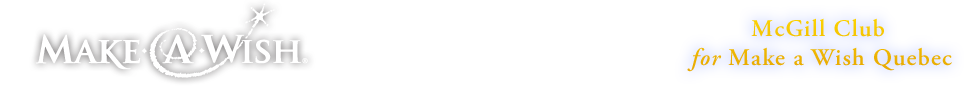 MAKE·A·WISH.
McGill Club
for Make a Wish Quebec